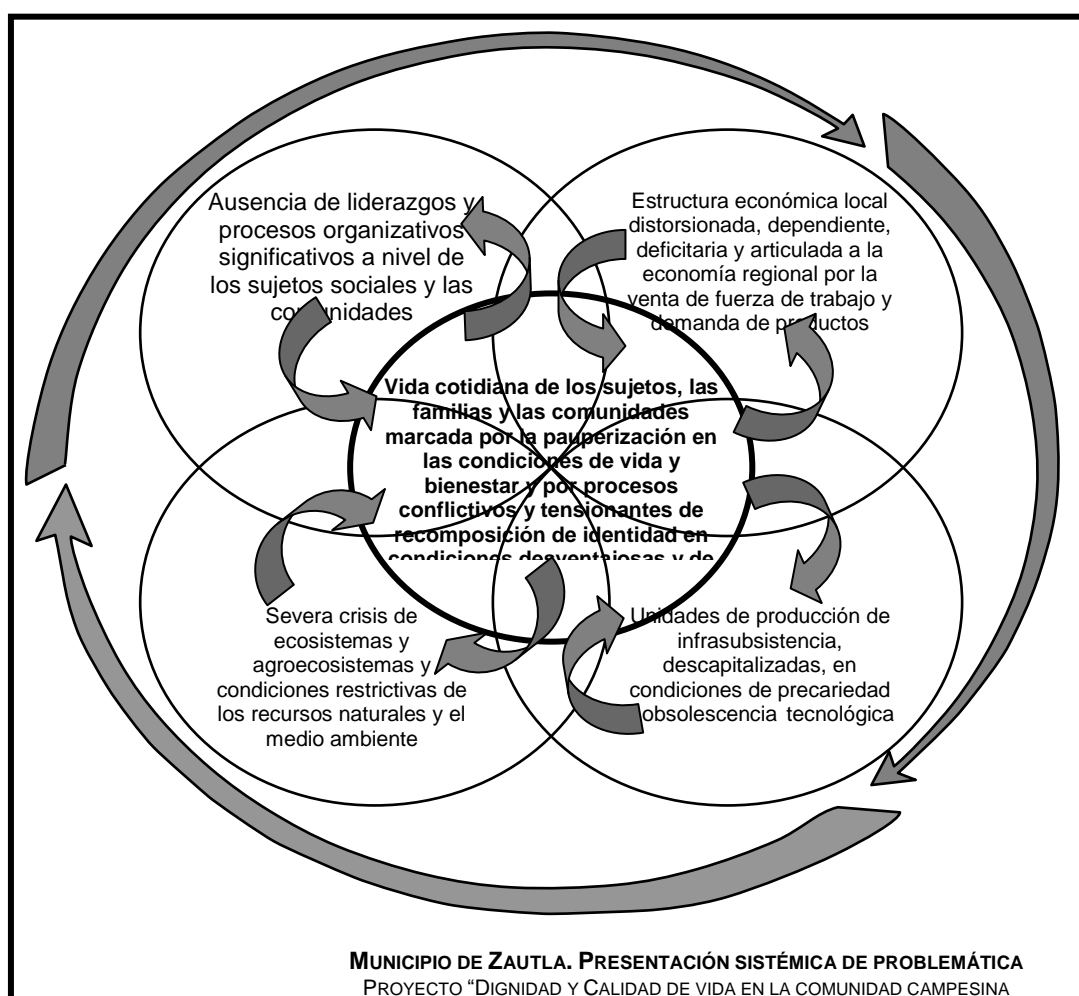 Ausencia de liderazgos y
procesos organizativos
significativos a nivel de
los sujetos sociales y las
comunidades
Estructura económica local
distorsionada, dependiente,
deficitaria y articulada a la
economía regional por la
venta de fuerza de trabajo y
demanda de productos
Vida cotidiana de los sujetos, las
familias y las comunidades
marcada por la pauperización en
las condiciones de vida y
bienestar y por procesos
conflictivos y tensionantes de
recomposición de identidad en
condiciones desventajosas y de
Severa crisis de
ecosistemas y
agroecosistemas y
condiciones restrictivas de
los recursos naturales y el
medio ambiente
Unidades de producción de
infrasubsistencia,
descapitalizadas, en
condiciones de precariedad
obsolescencia tecnológica
MUNICIPIO DE ZAUTLA. PRESENTACIÓN SISTÉMICA DE PROBLEMÁTICA
PROYECTO “DIGNIDAD Y CALIDAD DE VIDA EN LA COMUNIDAD CAMPESINA